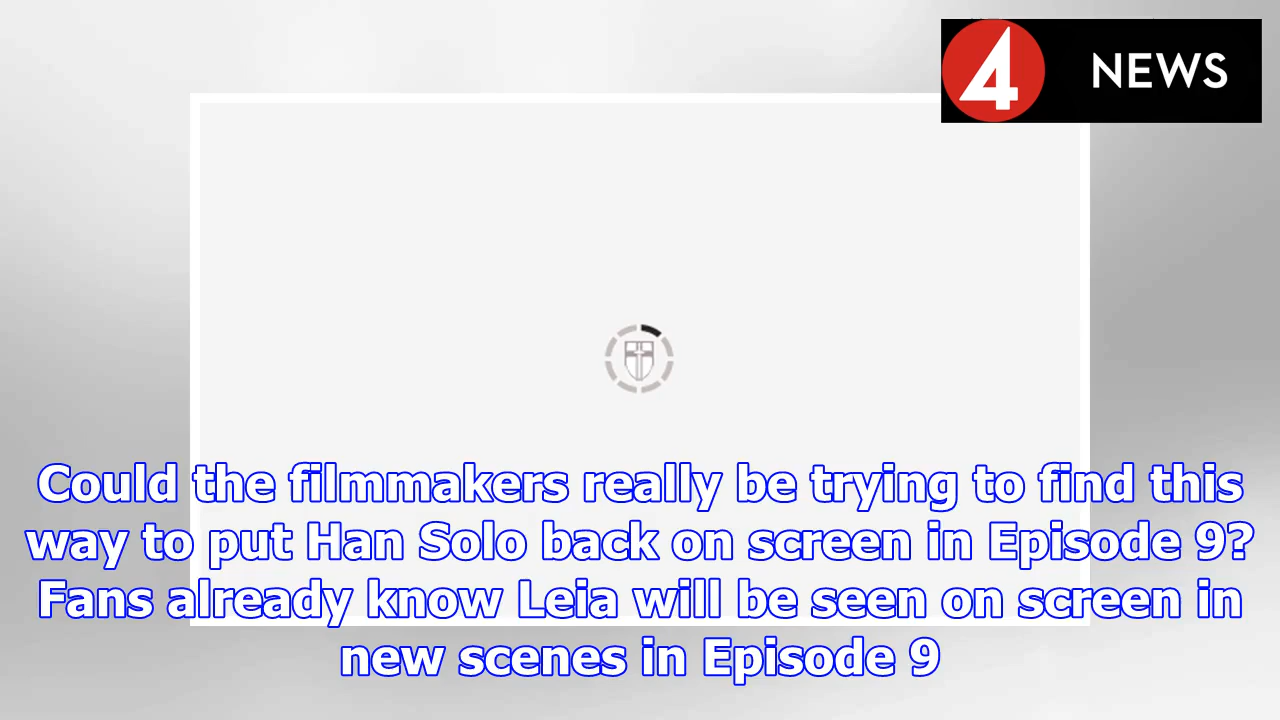 4 NEWS
Could the filmmakers really be trying to find this
way to put Han Solo back on screen in Episode 9?
Fans already know Leia will be seen on screen in
new scenes in Episode 9